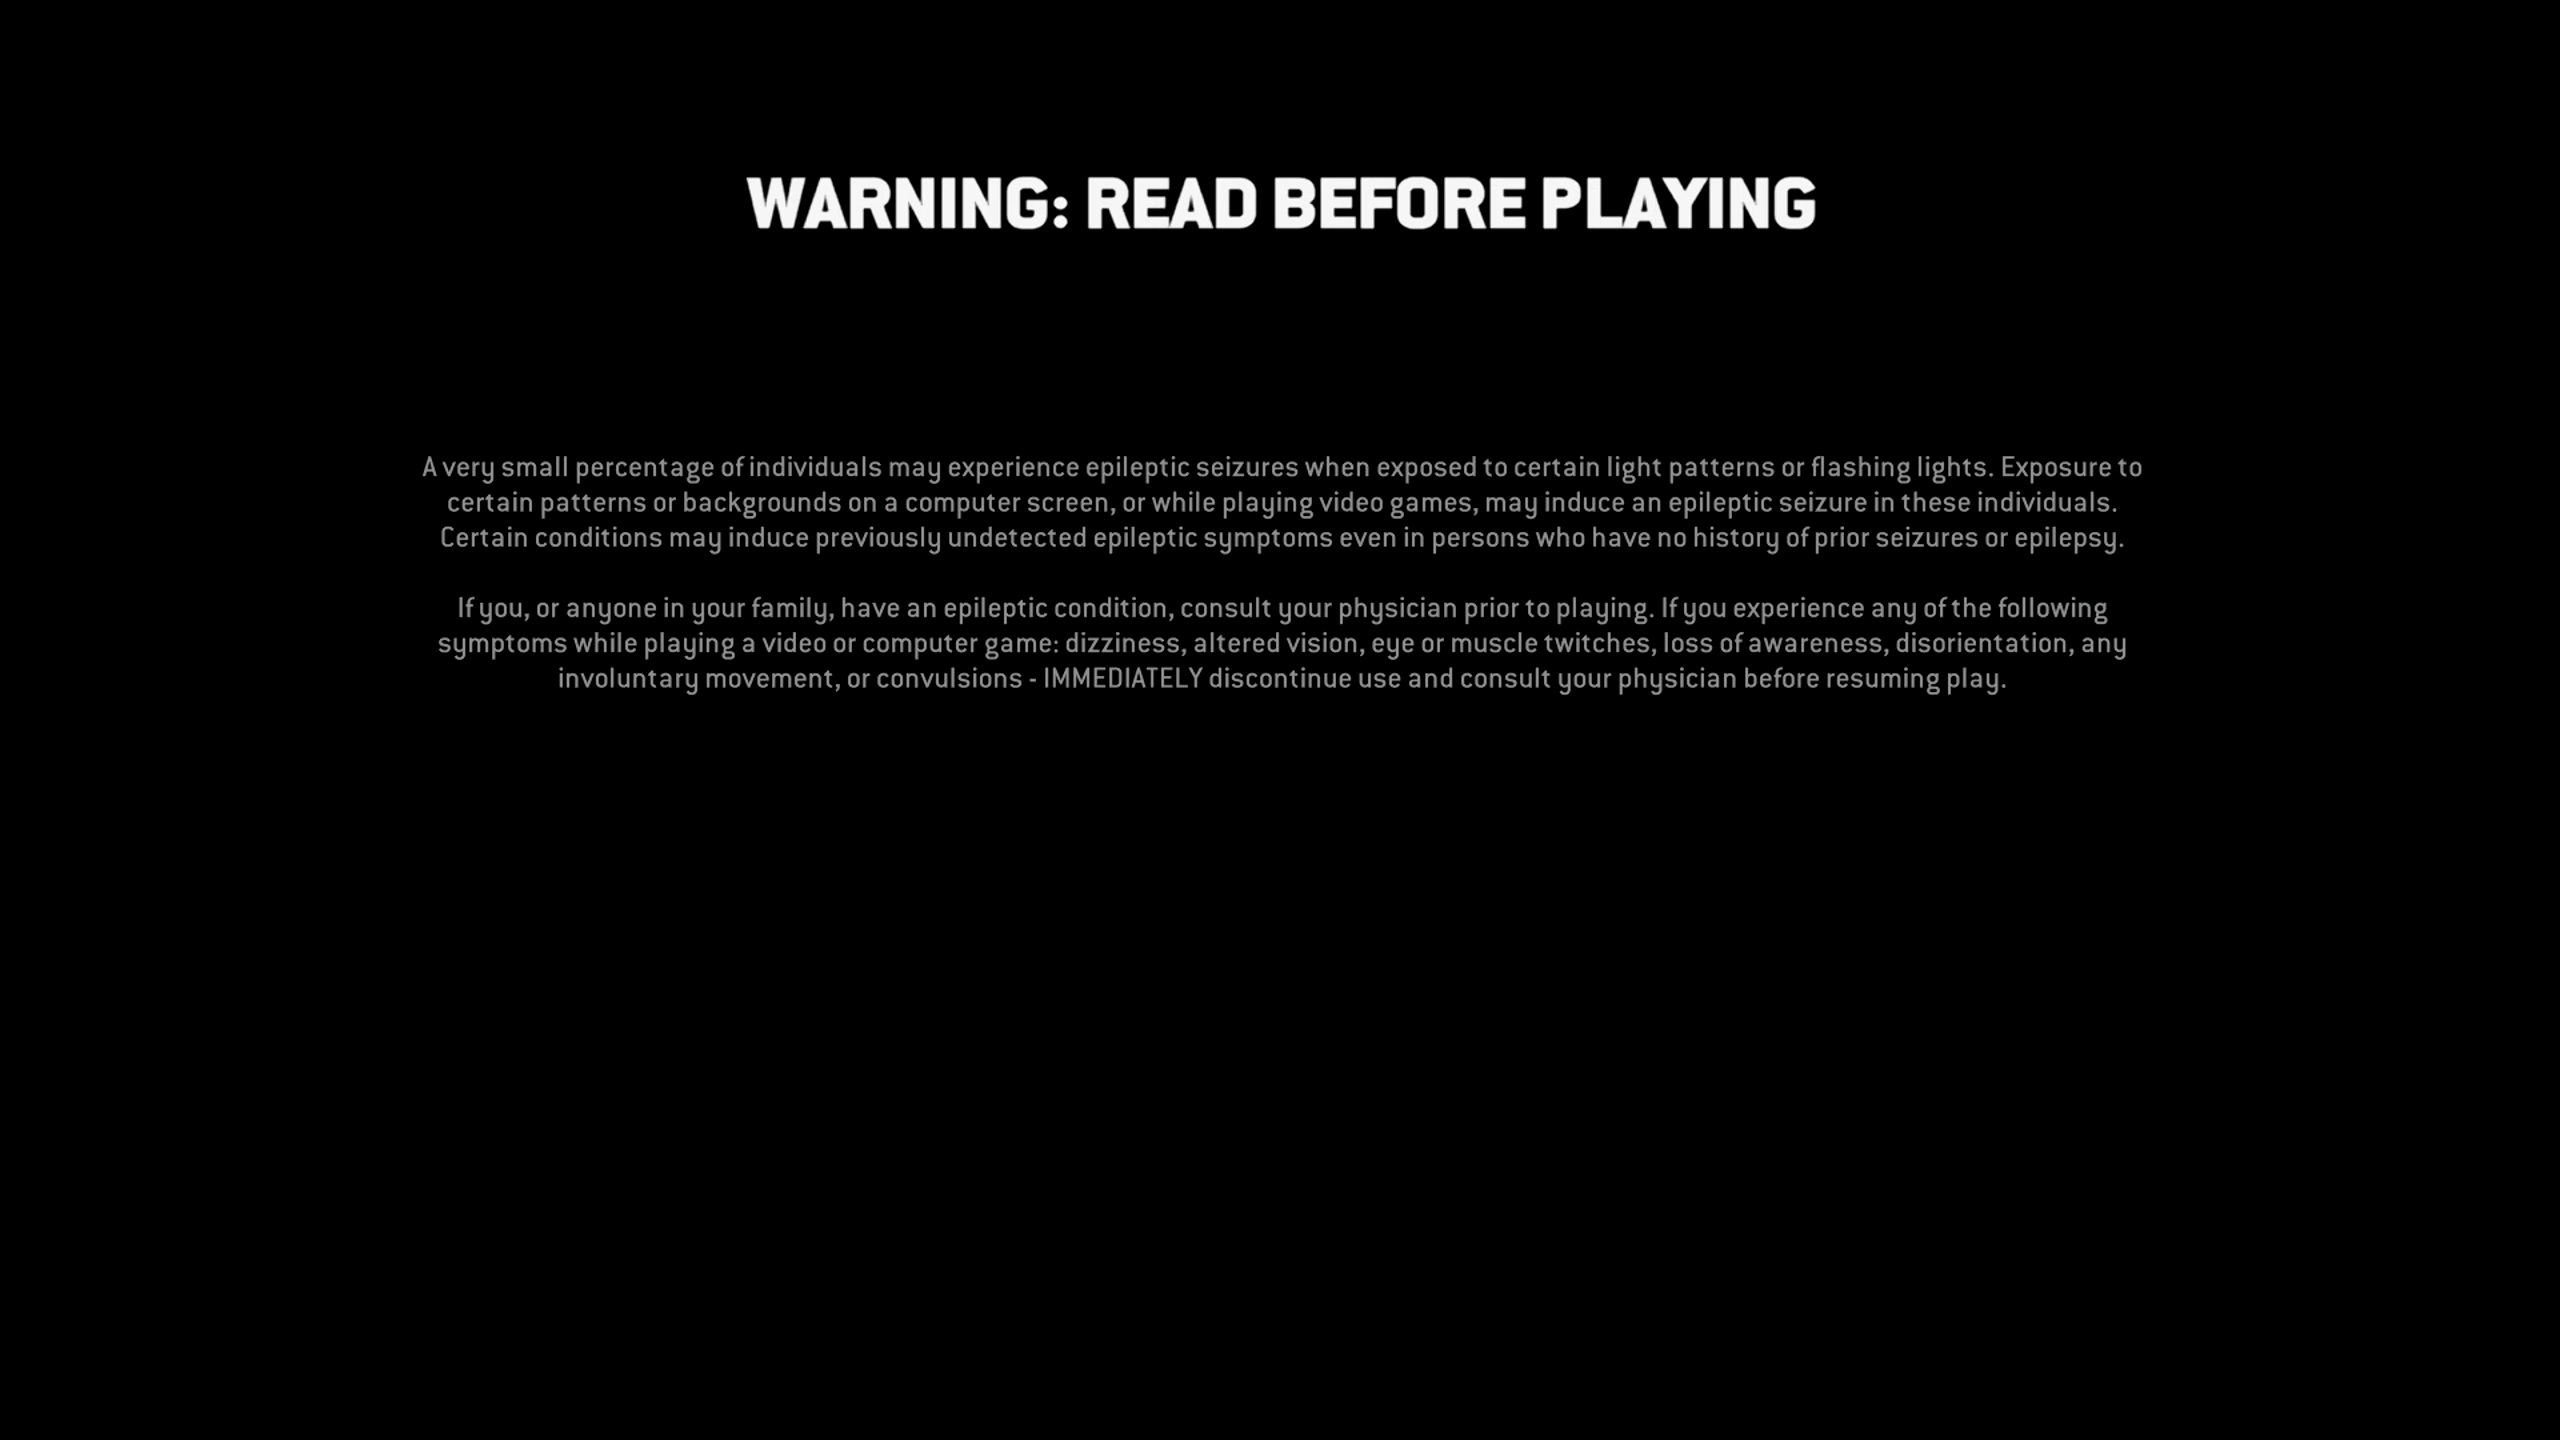 WARNING: READ BEFORE PLAYING
A very small percentage of individuals may experience epileptic seizures when exposed to certain light patterns or flashing lights. Exposure to
certain patterns or backgrounds on a computer screen, or while playing video games, may induce an epileptic seizure in these individuals.
Certain conditions may induce previously undetected epileptic symptoms even in persons who have no history of prior seizures or epilepsy.
If you, or anyone in your family, have an epileptic condition, consult your physician prior to playing. If you experience any of the following
symptoms while playing a video or computer game: dizziness, altered vision, eye or muscle twitches, loss of awareness, disorientation, any
involuntary movement, or convulsions - IMMEDIATELY discontinue use and consult your physician before resuming play.